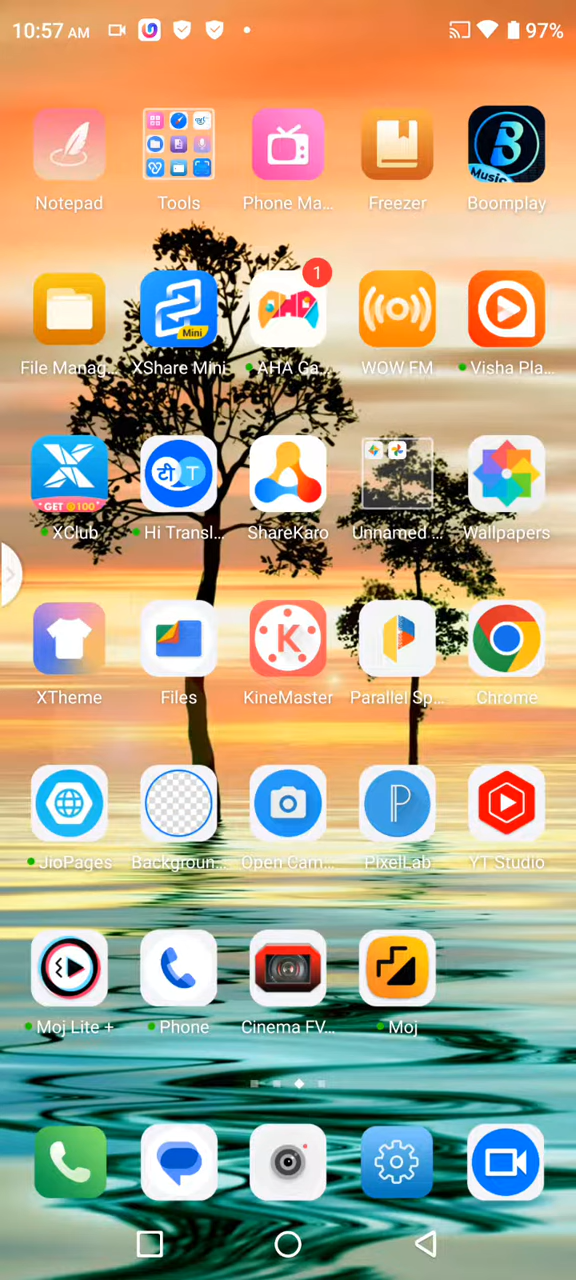 10:57 AM
97%
Notepad
Tools
Phone Ma...
Freezer
Music
Boomplay
File Manag...
Mini
XShare Mini
1
AHA Ga...
WOW FM
Visha Pla...
GET 100
XClub
टी T
Hi Transl...
ShareKaro
Unnamed ...
Wallpapers
XTheme
Files
K
KineMaster
Parallel Sp...
Chrome
JioPages
Backgroun...
Open Cam...
P
PixelLab
YT Studio
Moj Lite +
Phone
Cinema FV...
Moj